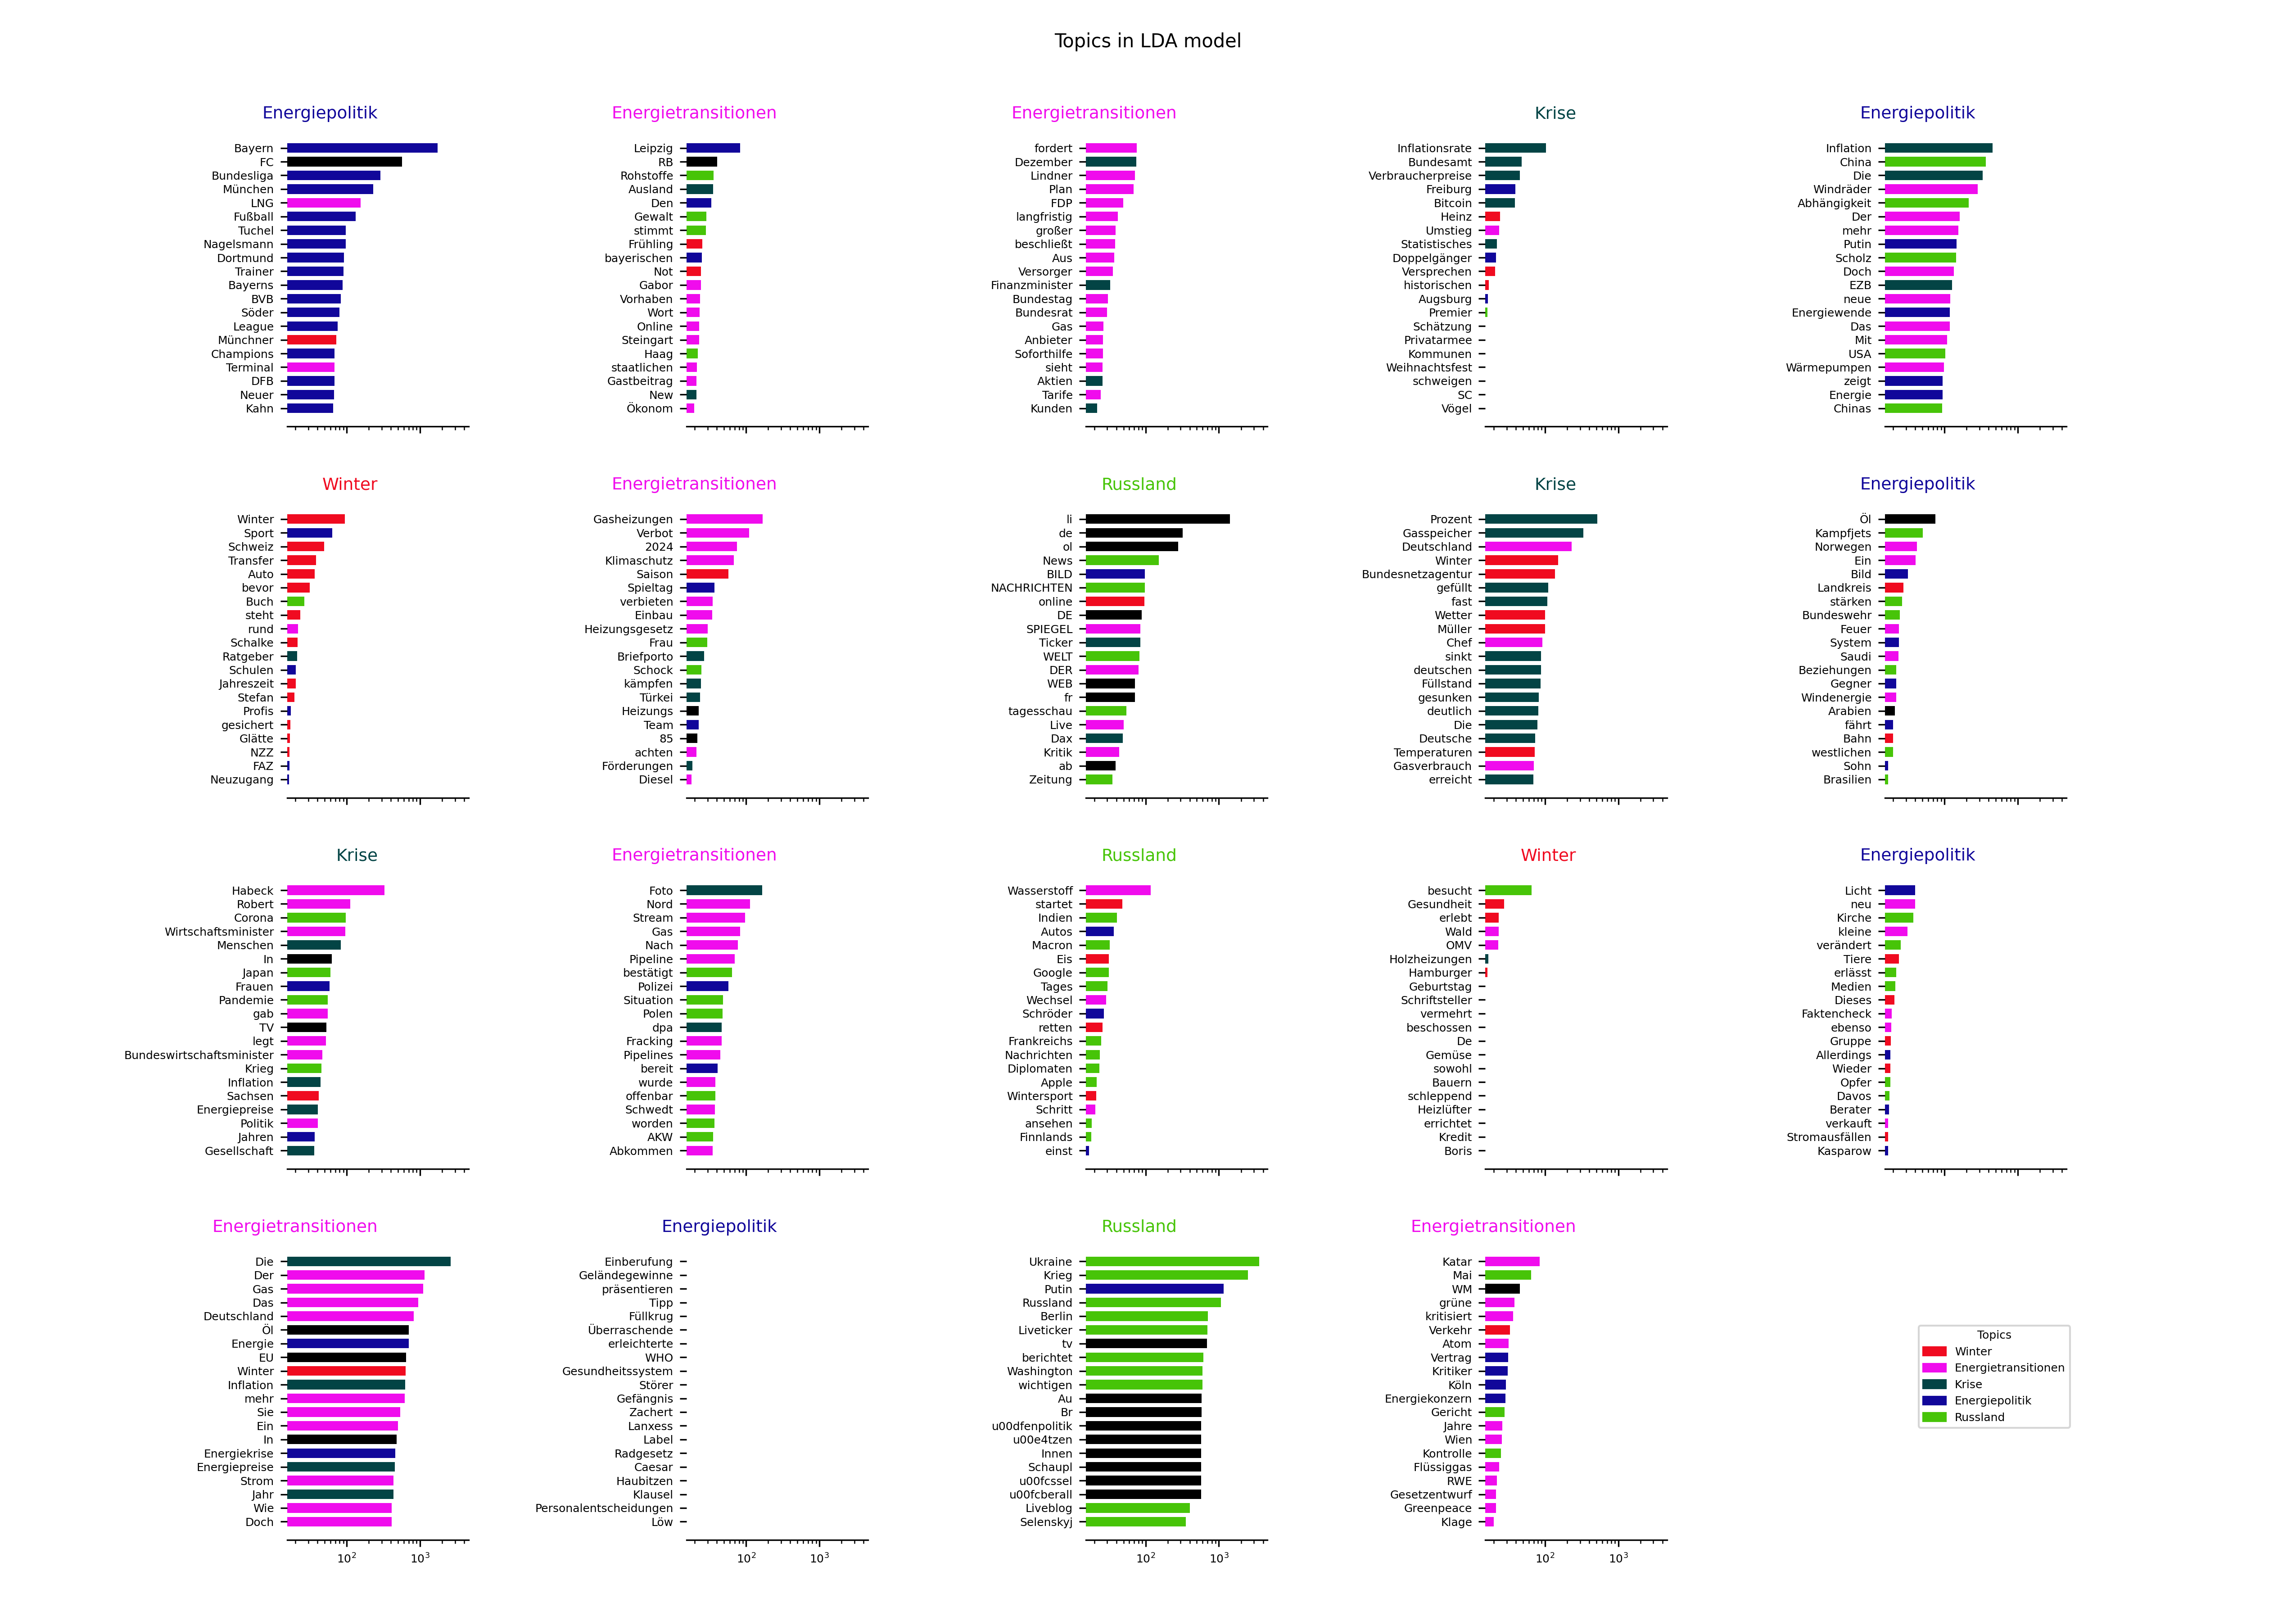 Topics in LDA model
Energiepolitik
Bayern
FC
Bundesliga
München
LNG
Fußball
Tuchel
Nagelsmann
Dortmund
Trainer
Bayerns
BVB
Söder
League
Münchner
Champions
Terminal
DFB
Neuer
Kahn
Energietransitionen
Leipzig
RB
Rohstoffe
Ausland
Den
Gewalt
stimmt
Frühling
bayerischen
Not
Gabor
Vorhaben
Wort
Online
Steingart
Haag
staatlichen
Gastbeitrag
New
Ökonom
Energietransitionen
fordert
Dezember
Lindner
Plan
FDP
langfristig
großer
beschließt
Aus
Versorger
Finanzminister
Bundestag
Bundesrat
Gas
Anbieter
Soforthilfe
sieht
Aktien
Tarife
Kunden
Krise
Inflationsrate
Bundesamt
Verbraucherpreise
Freiburg
Bitcoin
Heinz
Umstieg
Statistisches
Doppelgänger
Versprechen
historischen
Augsburg
Premier
Schätzung
Privatarmee
Kommunen
Weihnachtsfest
schweigen
SC
Vögel
Energiepolitik
Inflation
China
Die
Windräder
Abhängigkeit
Der
mehr
Putin
Scholz
Doch
EZB
neue
Energiewende
Das
Mit
USA
Wärmepumpen
zeigt
Energie
Chinas
Winter
Winter
Sport
Schweiz
Transfer
Auto
bevor
Buch
steht
rund
Schalke
Ratgeber
Schulen
Jahreszeit
Stefan
Profis
gesichert
Glätte
NZZ
FAZ
Neuzugang
Energietransitionen
Gasheizungen
Verbot
2024
Klimaschutz
Saison
Spieltag
verbieten
Einbau
Heizungsgesetz
Frau
Briefporto
Schock
kämpfen
Türkei
Heizungs
Team
85
achten
Förderungen
Diesel
Russland
li
de
ol
News
BILD
NACHRICHTEN
online
DE
SPIEGEL
Ticker
WELT
DER
WEB
fr
tagesschau
Live
Dax
Kritik
ab
Zeitung
Krise
Prozent
Gasspeicher
Deutschland
Winter
Bundesnetzagentur
gefüllt
fast
Wetter
Müller
Chef
sinkt
deutschen
Füllstand
gesunken
deutlich
Die
Deutsche
Temperaturen
Gasverbrauch
erreicht
Energiepolitik
Öl
Kampfjets
Norwegen
Ein
Bild
Landkreis
stärken
Bundeswehr
Feuer
System
Saudi
Beziehungen
Gegner
Windenergie
Arabien
fährt
Bahn
westlichen
Sohn
Brasilien
Krise
Habeck
Robert
Corona
Wirtschaftsminister
Menschen
In
Japan
Frauen
Pandemie
gab
TV
legt
Bundeswirtschaftsminister
Krieg
Inflation
Sachsen
Energiepreise
Politik
Jahren
Gesellschaft
Energietransitionen
Foto
Nord
Stream
Gas
Nach
Pipeline
bestätigt
Polizei
Situation
Polen
dpa
Fracking
Pipelines
bereit
wurde
offenbar
Schwedt
worden
AKW
Abkommen
Russland
Wasserstoff
startet
Indien
Autos
Macron
Eis
Google
Tages
Wechsel
Schröder
retten
Frankreichs
Nachrichten
Diplomaten
Apple
Wintersport
Schritt
ansehen
Finnlands
einst
Winter
besucht
Gesundheit
erlebt
Wald
OMV
Holzheizungen
Hamburger
Geburtstag
Schriftsteller
vermehrt
beschossen
De
Gemüse
sowohl
Bauern
schleppend
Heizlüfter
errichtet
Kredit
Boris
Energiepolitik
Licht
neu
Kirche
kleine
verändert
Tiere
erlässt
Medien
Dieses
Faktencheck
ebenso
Gruppe
Allerdings
Wieder
Opfer
Davos
Berater
verkauft
Stromausfällen
Kasparow
Energietransitionen
Die
Der
Gas
Das
Deutschland
Öl
Energie
EU
Winter
Inflation
mehr
Sie
Ein
In
Energiekrise
Energiepreise
Strom
Jahr
Wie
Doch
10² 10³
Energiepolitik
Einberufung
Geländegewinne
präsentieren
Tipp
Füllkrug
Überraschende
erleichterte
WHO
Gesundheitssystem
Störer
Gefängnis
Zachert
Lanxess
Label
Radgesetz
Caesar
Haubitzen
Klausel
Personalentscheidungen
Löw
10² 10³
Russland
Ukraine
Krieg
Putin
Russland
Berlin
Liveticker
tv
berichtet
Washington
wichtigen
Au
Br
u00dfenpolitik
u00e4tzen
Innen
Schaupl
u00fcssel
u00fcberall
Liveblog
Selenskyj
10² 10³
Energietransitionen
Katar
Mai
WM
grüne
kritisiert
Verkehr
Atom
Vertrag
Kritiker
Köln
Energiekonzern
Gericht
Jahre
Wien
Kontrolle
Flüssiggas
RWE
Gesetzentwurf
Greenpeace
Klage
10² 10³
Topics
Winter
Energietransitionen
Krise
Energiepolitik
Russland